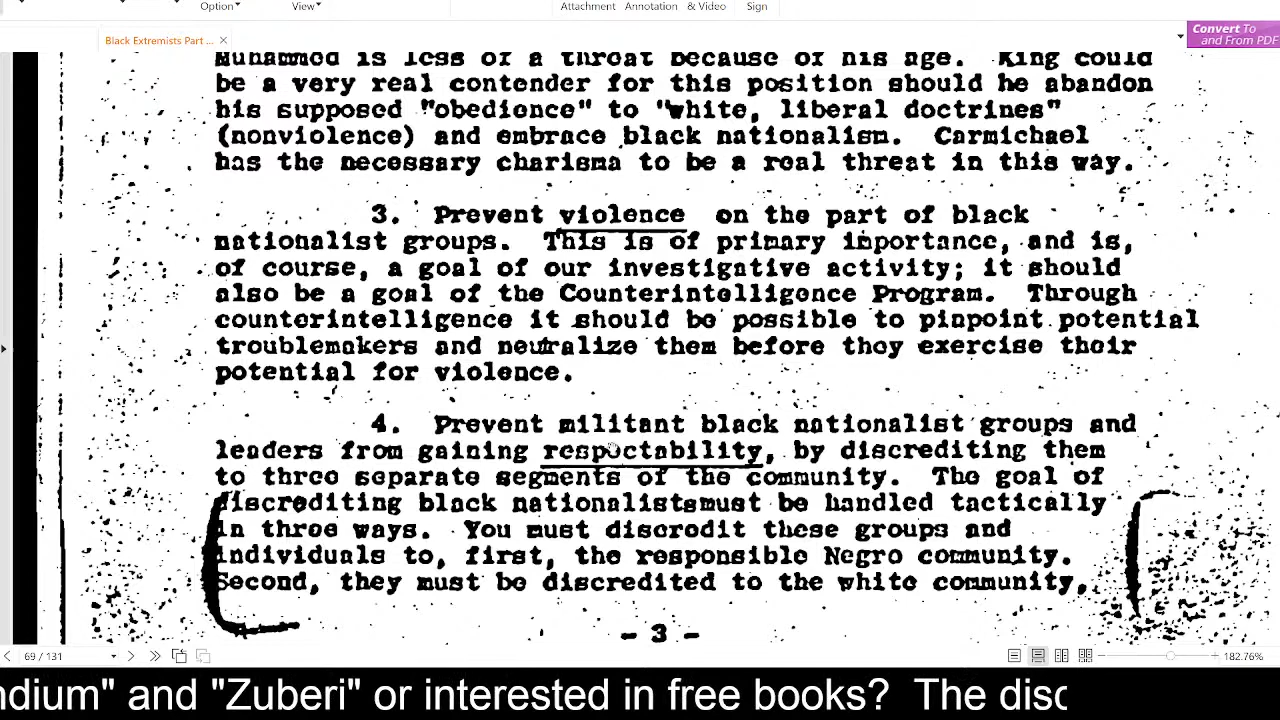 Option View Attachment Annotation & Video Sign
Convert To
and From PDF
Black Extremists Part ...
Muhammed is less of a threat because of his age. King could
be a very real contender for this position should he abandon
his supposed "obedience" to "white, liberal doctrines"
(nonviolence) and embrace black nationalism. Carmichael
has the necessary charisma to be a real threat in this way.
3. Prevent violence on the part of black
nationalist groups. This is of primary importance, and is,
of course, a goal of our investigative activity; it should
also be a goal of the Counterintelligence Program. Through
counterintelligence it should be possible to pinpoint potential
troublemakers and neutralize them before they exercise their
potential for violence.
4. Prevent militant black nationalist groups and
leaders from gaining respectability, by discrediting them
to three separate segments of the community. The goal of
discrediting black nationalistsmust be handled tactically
in three ways. You must discredit these groups and
individuals to, first, the responsible Negro community.
Second, they must be discredited to the white community,
- 3 -
69 / 131 182.76%
ndium" and "Zuberi" or interested in free books? The disc